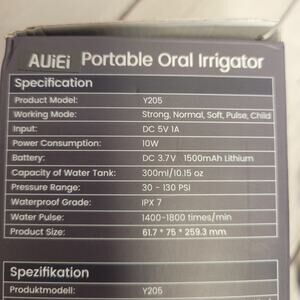 AUiEi Portable Oral Irrigator
Specification
Product Model: Y205
Working Mode: Strong, Normal, Soft, Pulse, Child
Input: DC 5V 1A
Power Consumption: 10W
Battery: DC 3.7V 1500mAh Lithium
Capacity of Water Tank: 300ml/10.15 oz
Pressure Range: 30 - 130 PSI
Waterproof Grade: IPX 7
Water Pulse: 1400-1800 times/min
Product Size: 61.7 * 75 * 259.3 mm
Spezifikation
Produktmodell: Y205